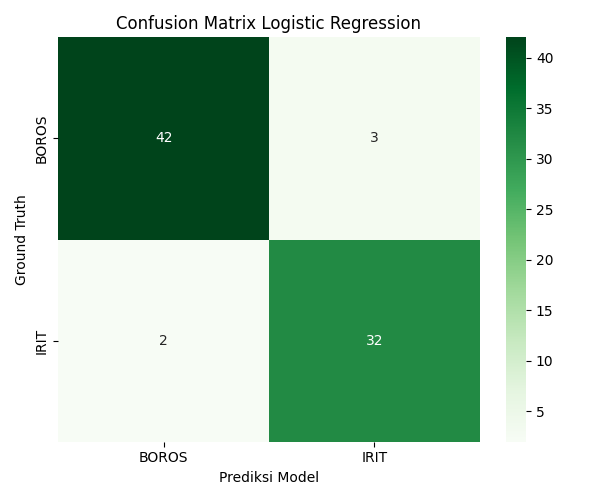 Confusion Matrix Logistic Regression
Ground Truth
BOROS
42
3
IRIT
2
32
BOROS
IRIT
Prediksi Model
40
35
30
25
20
15
10
5